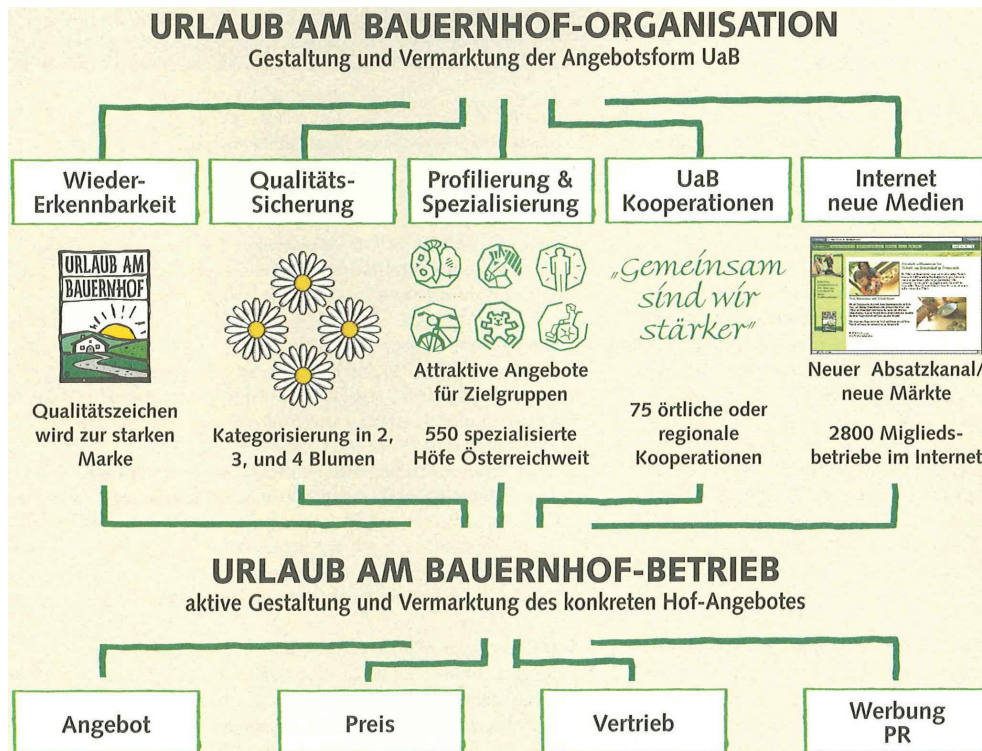 URLAUB AM BAUERNHOF-ORGANISATION
Gestaltung und Vermarktung der Angebotsform UaB
Wieder-
Erkennbarkeit
Qualitäts-
Sicherung
Profilierung &
Spezialisierung
UaB
Kooperationen
Internet
neue Medien
URLAUB AM
BAUERNHOF
„Gemeinsam
sind wir
stärker"
Qualitätszeichen
wird zur starken
Marke
Kategorisierung in 2,
3, und 4 Blumen
Attraktive Angebote
für Zielgruppen
550 spezialisierte
Höfe Österreichweit
75 örtliche oder
regionale
Kooperationen
Neuer Absatzkanal/
neue Märkte
2800 Miglieds-
betriebe im Internet
URLAUB AM BAUERNHOF-BETRIEB
aktive Gestaltung und Vermarktung des konkreten Hof-Angebotes
Angebot
Preis
Vertrieb
Werbung
PR